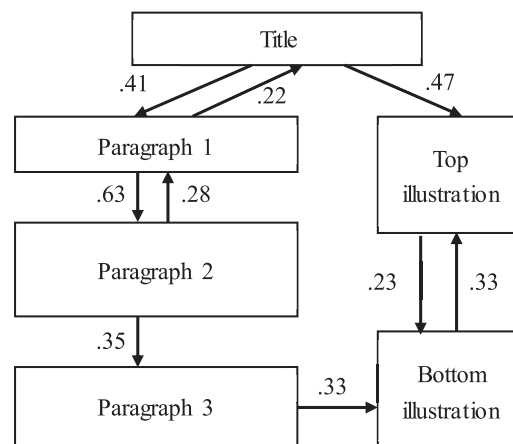 Title
.41
.22
.47
Paragraph 1
Top
illustration
.63
.28
Paragraph 2
.23
.33
.35
Paragraph 3
.33
Bottom
illustration